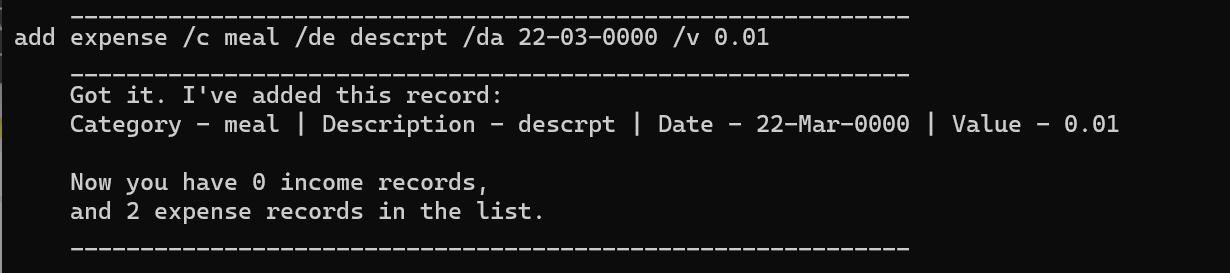 ____________________________________________________________
add expense /c meal /de descrpt /da 22-03-0000 /v 0.01
____________________________________________________________
Got it. I've added this record:
Category - meal | Description - descrpt | Date - 22-Mar-0000 | Value - 0.01
Now you have 0 income records,
and 2 expense records in the list.
____________________________________________________________